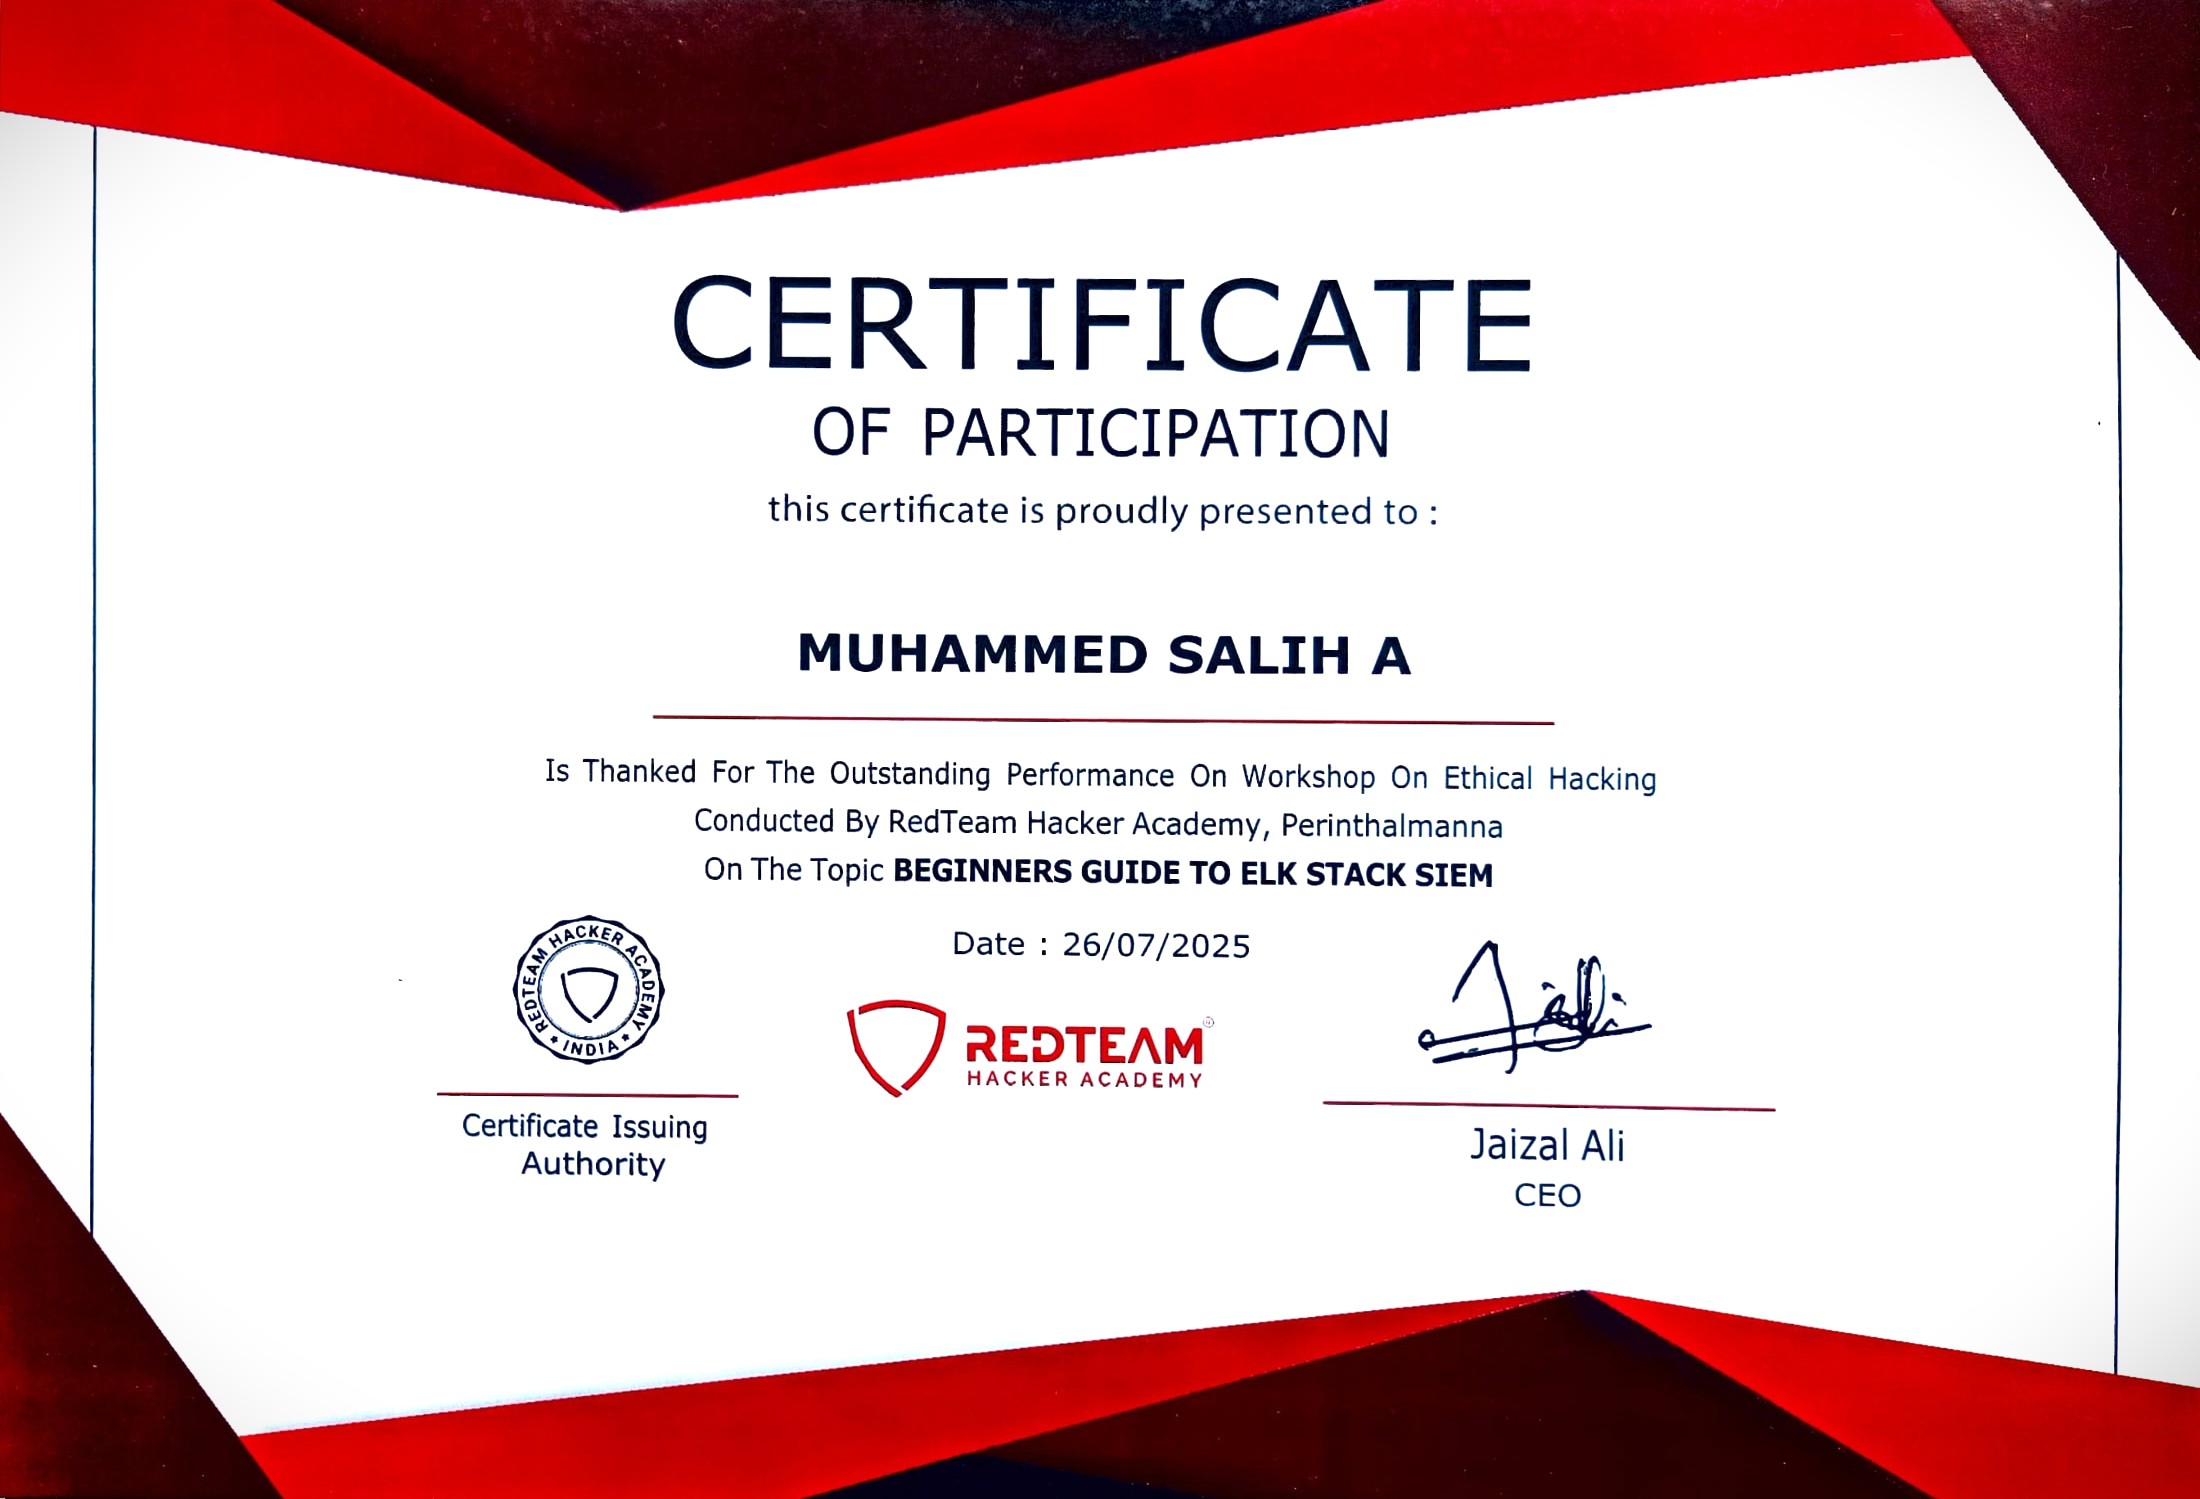 CERTIFICATE
OF PARTICIPATION
this certificate is proudly presented to :
MUHAMMED SALIH A
Is Thanked For The Outstanding Performance On Workshop On Ethical Hacking
Conducted By RedTeam Hacker Academy, Perinthalmanna
On The Topic BEGINNERS GUIDE TO ELK STACK SIEM
Date : 26/07/2025
REDTEAM HACKER ACADEMY
* INDIA *
REDTEAM®
HACKER ACADEMY
Certificate Issuing
Authority
Jaizal Ali
CEO